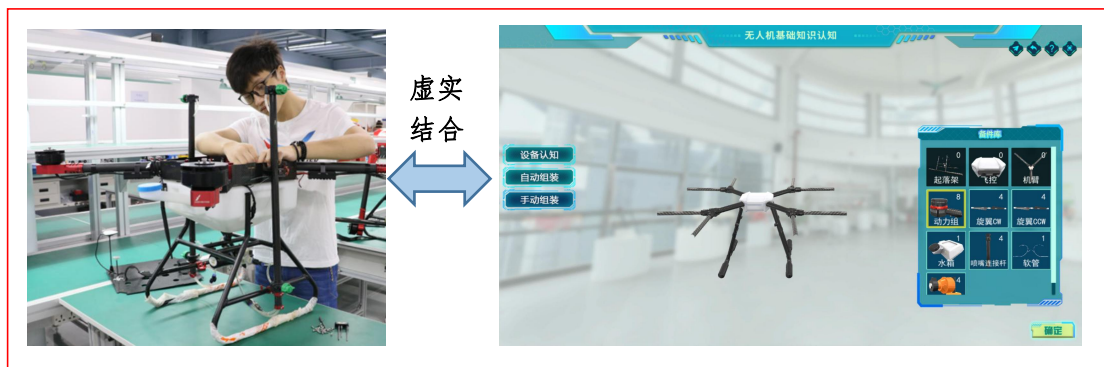 虚实
结合
无人机基础知识认知
?
设备认知
自动组装
手动组装
备件库
0
0
0
起落架
飞控
机臂
8
4
4
动力组
旋翼CW
旋翼CCW
1
4
1
水箱
喷嘴连接杆
软管
4
确定